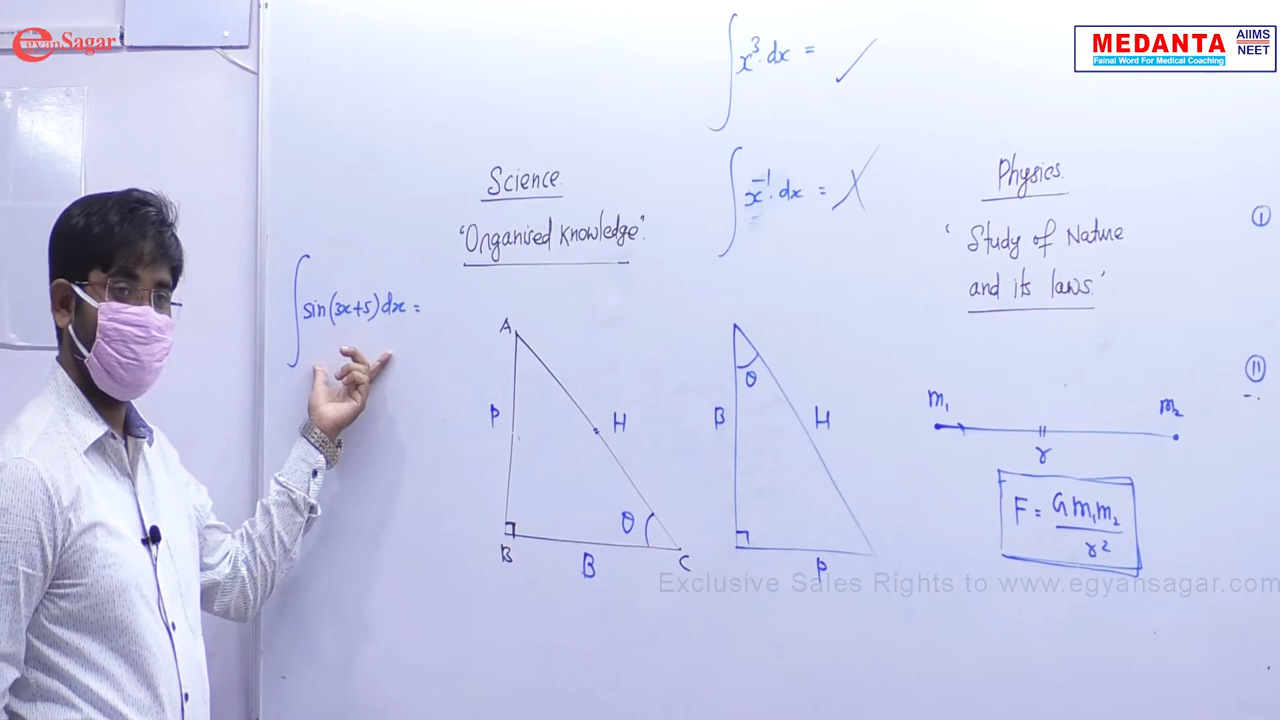 egyanSagar
MEDANTA
AIIMS
NEET
Fainal Word For Medical Coaching
∫x³.dx =
∫x⁻¹.dx =
Science.
"Organised Knowledge".
Physics.
' Study of Nature
and its laws.'
I
II
∫sin(3x+5)dx =
A
P
H
θ
B
B
C
θ
B
H
P
m₁
m₂
r
F = Gm₁m₂
r²
Exclusive Sales Rights to www.egyansagar.com